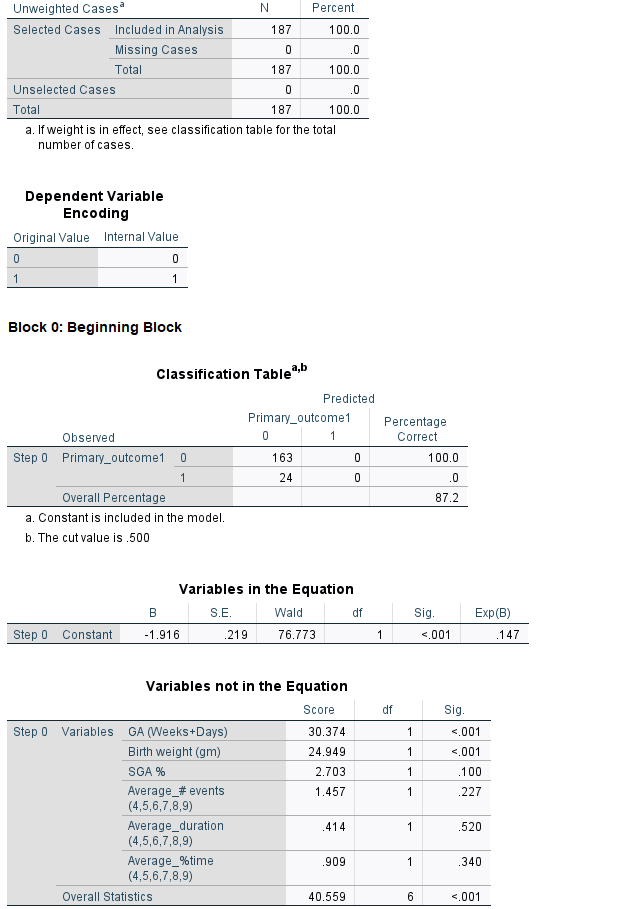 Unweighted Casesᵃ N Percent
Selected Cases Included in Analysis 187 100.0
Missing Cases 0 .0
Total 187 100.0
Unselected Cases 0 .0
Total 187 100.0
a. If weight is in effect, see classification table for the total
number of cases.
Dependent Variable
Encoding
Original Value Internal Value
0 0
1 1
Block 0: Beginning Block
Classification Tableᵃ,ᵇ
Predicted
Primary_outcome1 Percentage
Observed 0 1 Correct
Step 0 Primary_outcome1 0 163 0 100.0
1 24 0 .0
Overall Percentage 87.2
a. Constant is included in the model.
b. The cut value is .500
Variables in the Equation
B S.E. Wald df Sig. Exp(B)
Step 0 Constant -1.916 .219 76.773 1 <.001 .147
Variables not in the Equation
Score df Sig.
Step 0 Variables GA (Weeks+Days) 30.374 1 <.001
Birth weight (gm) 24.949 1 <.001
SGA % 2.703 1 .100
Average_# events 1.457 1 .227
(4,5,6,7,8,9)
Average_duration .414 1 .520
(4,5,6,7,8,9)
Average_%time .909 1 .340
(4,5,6,7,8,9)
Overall Statistics 40.559 6 <.001